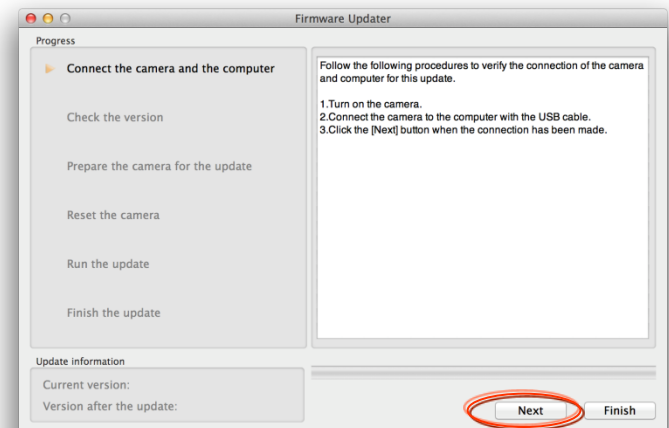 Firmware Updater
Progress
Connect the camera and the computer
Check the version
Prepare the camera for the update
Reset the camera
Run the update
Finish the update
Follow the following procedures to verify the connection of the camera
and computer for this update.
1.Turn on the camera.
2.Connect the camera to the computer with the USB cable.
3.Click the [Next] button when the connection has been made.
Update information
Current version:
Version after the update:
Next
Finish